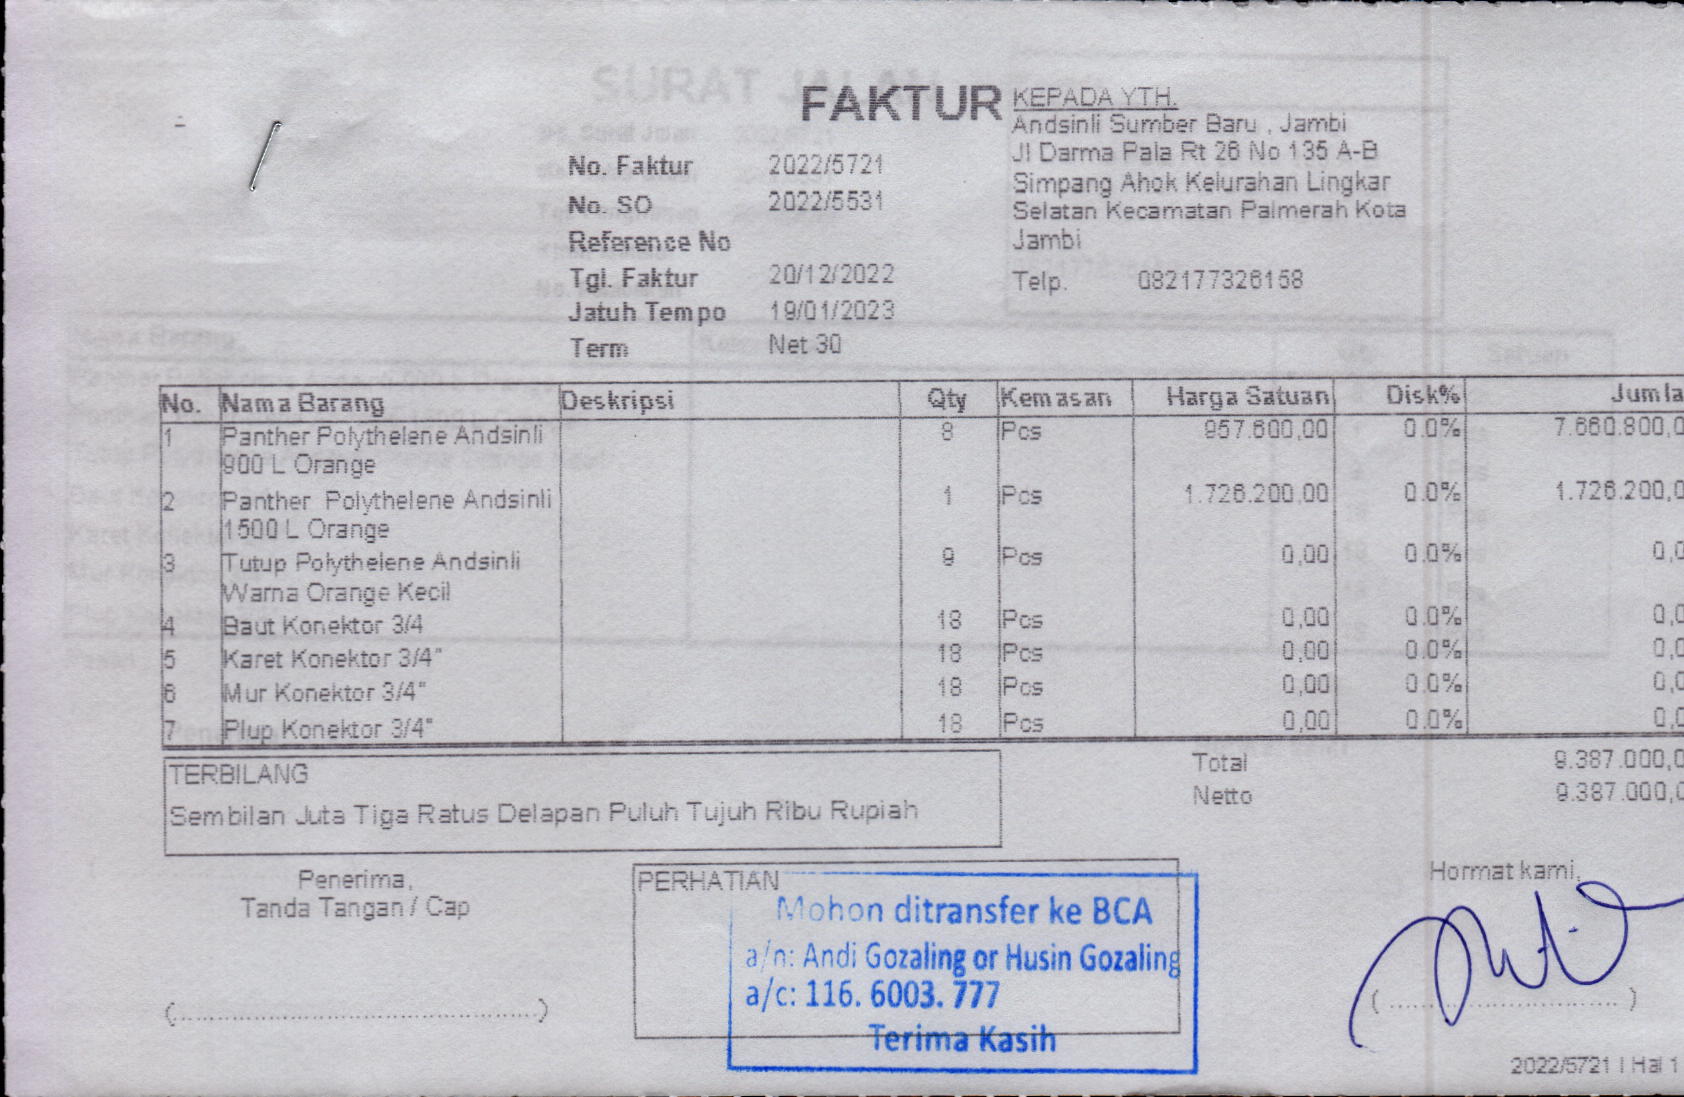 FAKTUR
KEPADA YTH.
Andsinli Sumber Baru , Jambi
Jl Darma Pala Rt 26 No 135 A-B
Simpang Ahok Kelurahan Lingkar
Selatan Kecamatan Palmerah Kota
Jambi
Telp. 082177326158
No. Faktur 2022/5721
No. SO 2022/5531
Reference No
Tgl. Faktur 20/12/2022
Jatuh Tempo 19/01/2023
Term Net 30
No. Nama Barang Deskripsi Qty Kemasan Harga Satuan Disk% Jumla
1 Panther Polythelene Andsinli 8 Pcs 957.600,00 0.0% 7.660.800,0
900 L Orange
2 Panther Polythelene Andsinli 1 Pcs 1.726.200,00 0.0% 1.726.200,0
1500 L Orange
3 Tutup Polythelene Andsinli 9 Pcs 0,00 0.0% 0,0
Warna Orange Kecil
4 Baut Konektor 3/4 18 Pcs 0,00 0.0% 0,0
5 Karet Konektor 3/4" 18 Pcs 0,00 0.0% 0,0
6 Mur Konektor 3/4" 18 Pcs 0,00 0.0% 0,0
7 Plup Konektor 3/4" 18 Pcs 0,00 0.0% 0,0
Total 9.387.000,0
Netto 9.387.000,0
TERBILANG
Sembilan Juta Tiga Ratus Delapan Puluh Tujuh Ribu Rupiah
Penerima,
Tanda Tangan / Cap
PERHATIAN
Mohon ditransfer ke BCA
a/n: Andi Gozaling or Husin Gozaling
a/c: 116. 6003. 777
Terima Kasih
Hormat kami,
2022/5721 | Hal 1